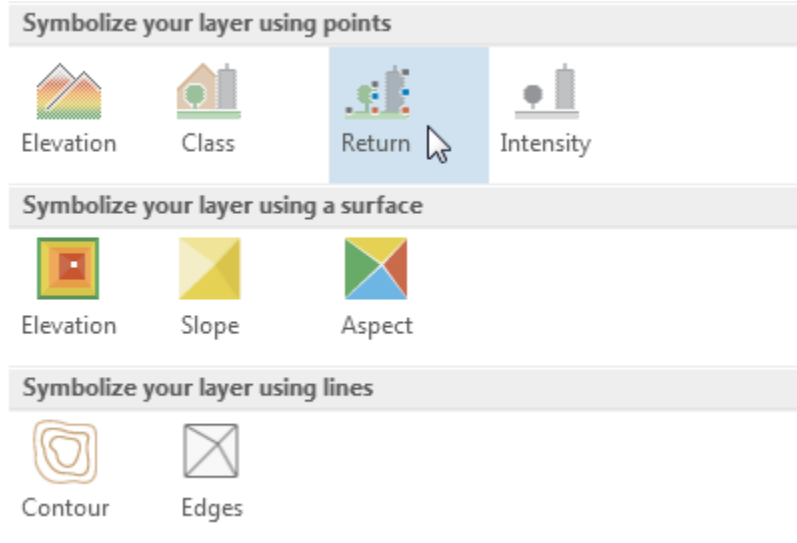 Symbolize your layer using points
Elevation Class Return Intensity
Symbolize your layer using a surface
Elevation Slope Aspect
Symbolize your layer using lines
Contour Edges